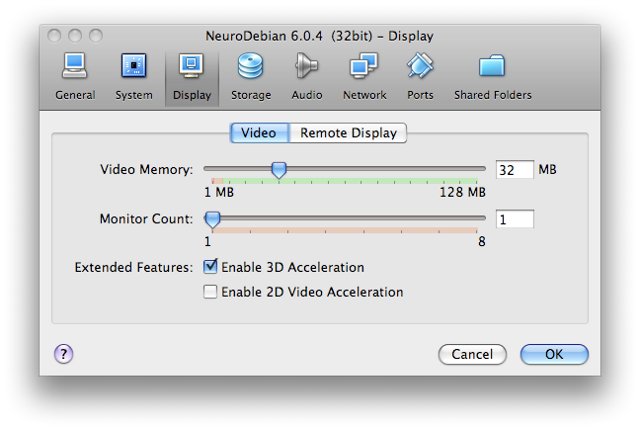 NeuroDebian 6.0.4  (32bit) – Display
General System Display Storage Audio Network Ports Shared Folders
Video Remote Display
Video Memory: 32 MB
1 MB 128 MB
Monitor Count: 1
1 8
Extended Features: Enable 3D Acceleration
Enable 2D Video Acceleration
? Cancel OK